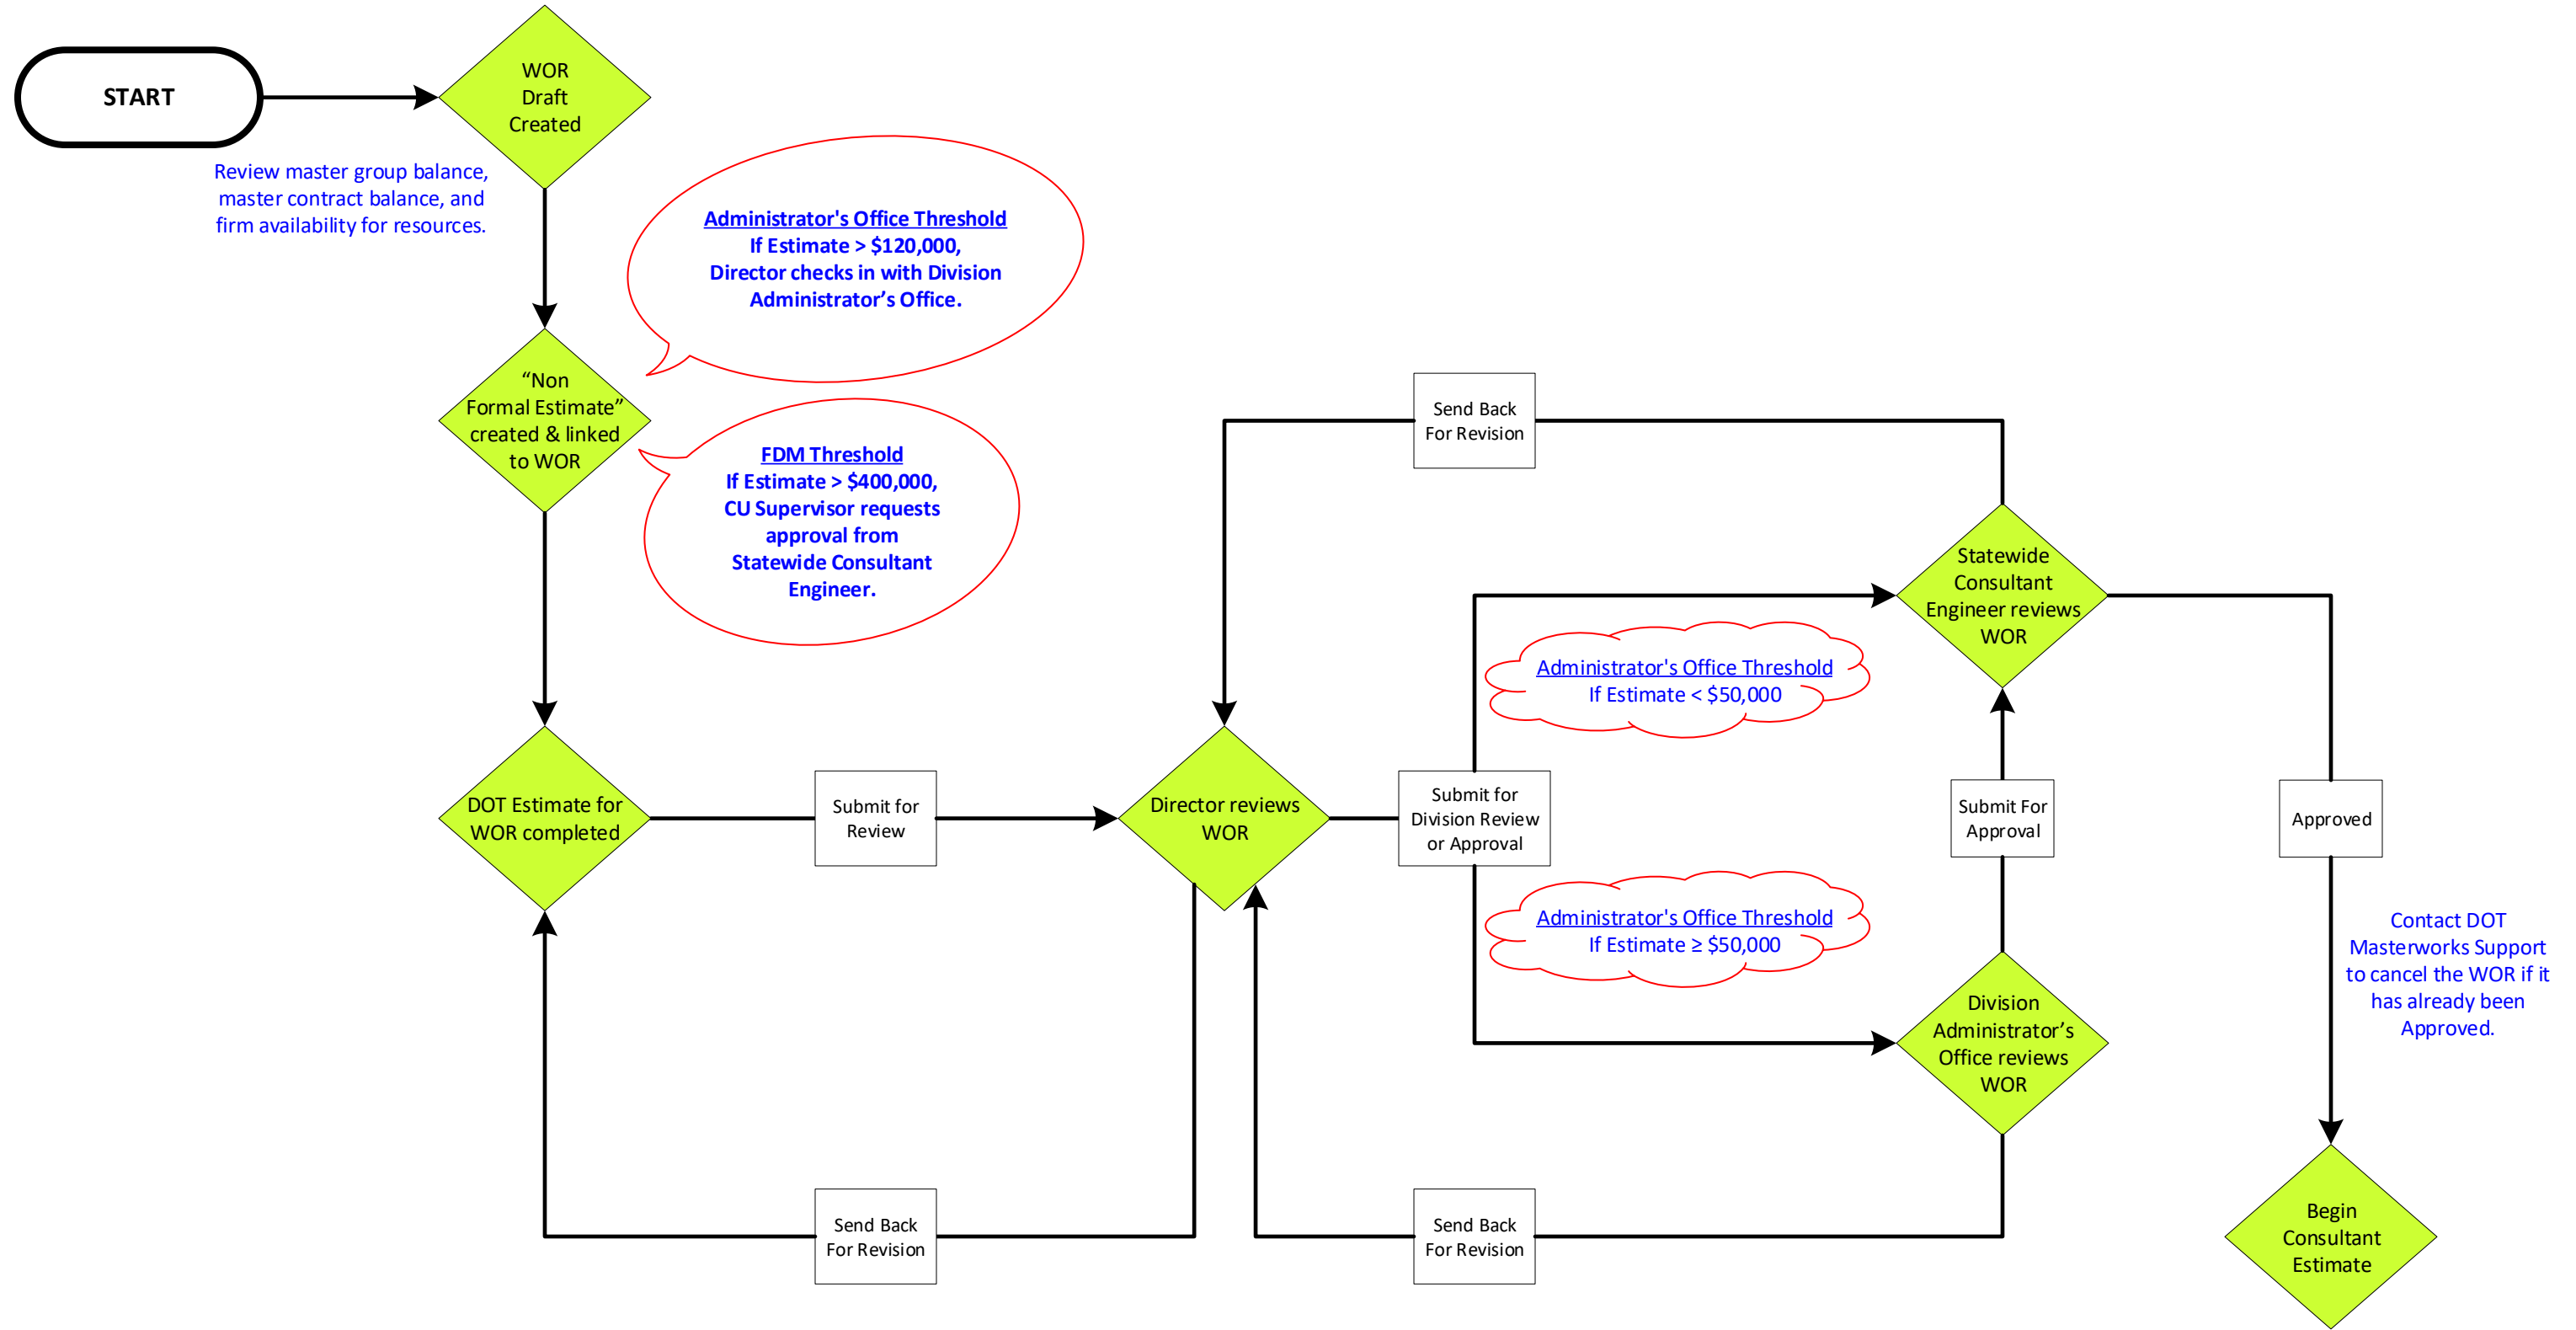 START
WOR
Draft
Created
Review master group balance,
master contract balance, and
firm availability for resources.
Administrator's Office Threshold
If Estimate > $120,000,
Director checks in with Division
Administrator’s Office.
“Non
Formal Estimate”
created & linked
to WOR
FDM Threshold
If Estimate > $400,000,
CU Supervisor requests
approval from
Statewide Consultant
Engineer.
DOT Estimate for
WOR completed
Submit for
Review
Director reviews
WOR
Send Back
For Revision
Send Back
For Revision
Submit for
Division Review
or Approval
Administrator's Office Threshold
If Estimate < $50,000
Administrator's Office Threshold
If Estimate ≥ $50,000
Statewide
Consultant
Engineer reviews
WOR
Submit For
Approval
Division
Administrator’s
Office reviews
WOR
Send Back
For Revision
Approved
Contact DOT
Masterworks Support
to cancel the WOR if it
has already been
Approved.
Begin
Consultant
Estimate